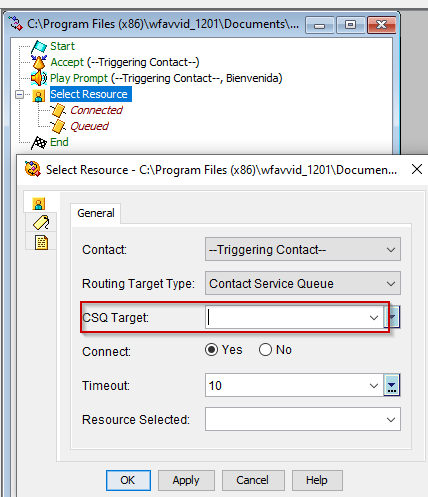 C:\Program Files (x86)\wfavvid_1201\Documents\...
Start
Accept (--Triggering Contact--)
Play Prompt (--Triggering Contact--, Bienvenida)
Select Resource
Connected
Queued
End
Select Resource - C:\Program Files (x86)\wfavvid_1201\Documen...
General
Contact:
--Triggering Contact--
Routing Target Type:
Contact Service Queue
CSQ Target:
Connect:
Yes
No
Timeout:
10
Resource Selected:
OK
Apply
Cancel
Help